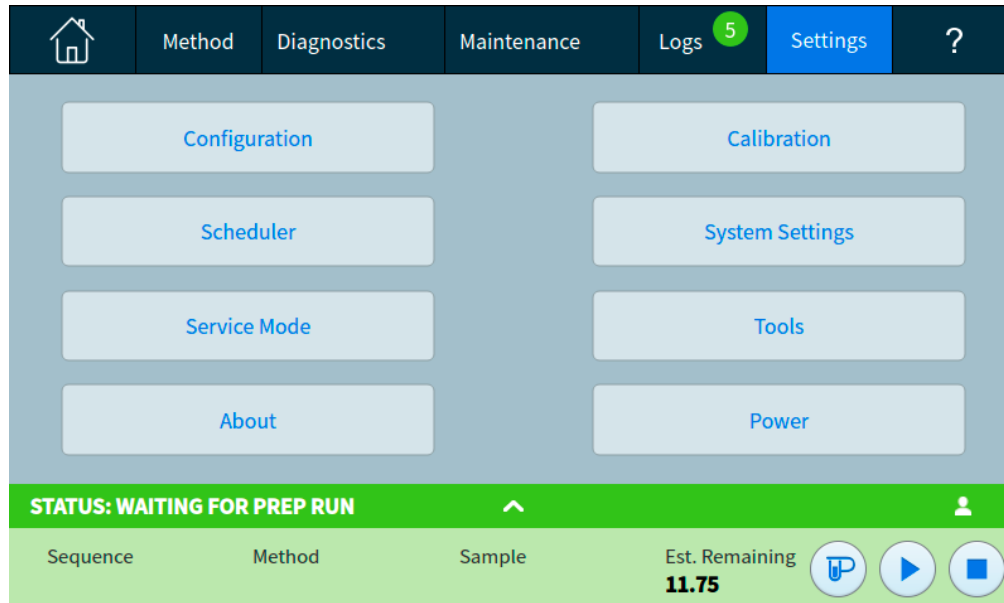 Method Diagnostics Maintenance Logs 5 Settings ?
Configuration Calibration
Scheduler System Settings
Service Mode Tools
About Power
STATUS: WAITING FOR PREP RUN
Sequence Method Sample Est. Remaining
11.75